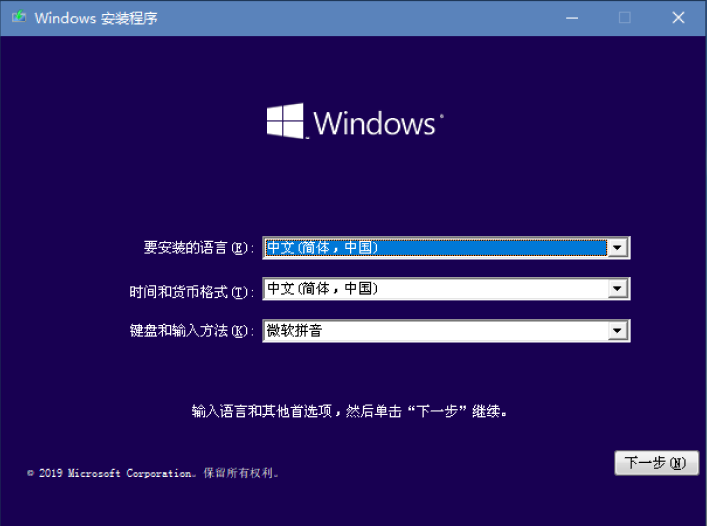 Windows 安装程序
Windows
要安装的语言(E): 中文(简体，中国)
时间和货币格式(T): 中文(简体，中国)
键盘和输入方法(K): 微软拼音
输入语言和其他首选项，然后单击“下一步”继续。
下一步(N)
© 2019 Microsoft Corporation。保留所有权利。